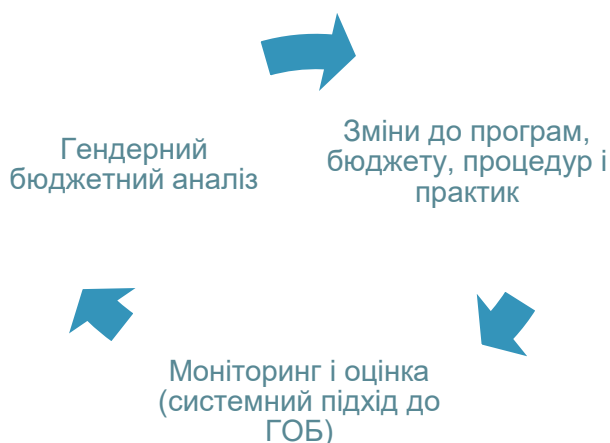 Гендерний
бюджетний аналіз
Зміни до програм,
бюджету, процедур і
практик
Моніторинг і оцінка
(системний підхід до
ГОБ)